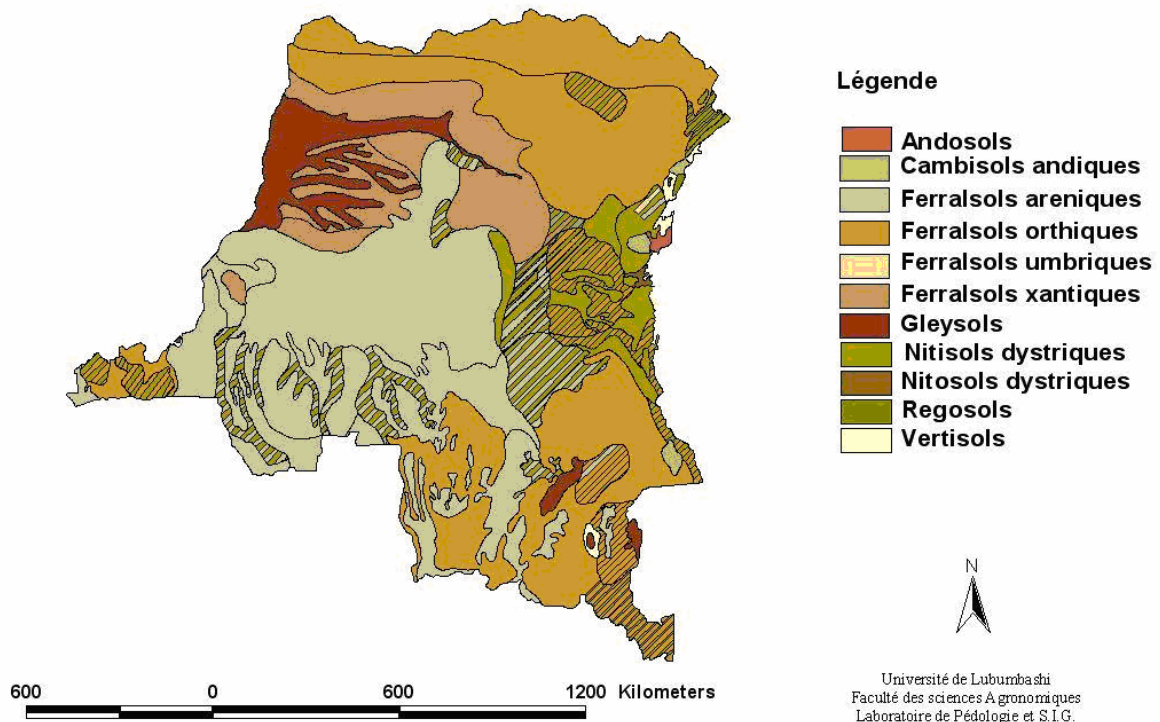 Légende
Andosols
Cambisols andiques
Ferralsols areniques
Ferralsols orthiques
Ferralsols umbriques
Ferralsols xantiques
Gleysols
Nitisols dystriques
Nitosols dystriques
Regosols
Vertisols
N
600 0 600 1200 Kilometers
Université de Lubumbashi
Faculté des sciences Agronomiques
Laboratoire de Pédologie et S.I.G.